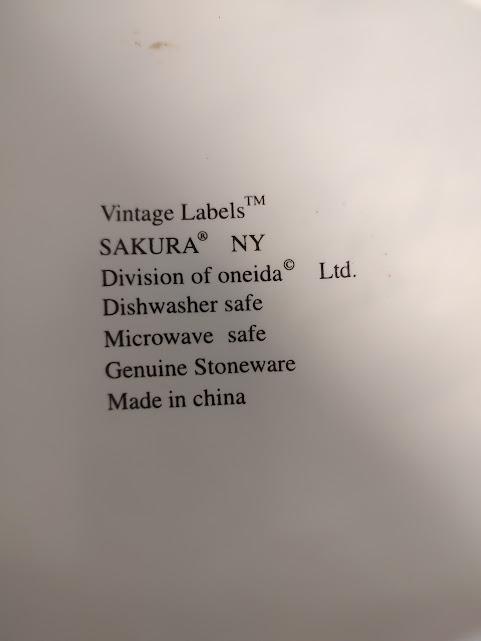 Vintage Labels™
SAKURA® NY
Division of oneida© Ltd.
Dishwasher safe
Microwave safe
Genuine Stoneware
Made in china